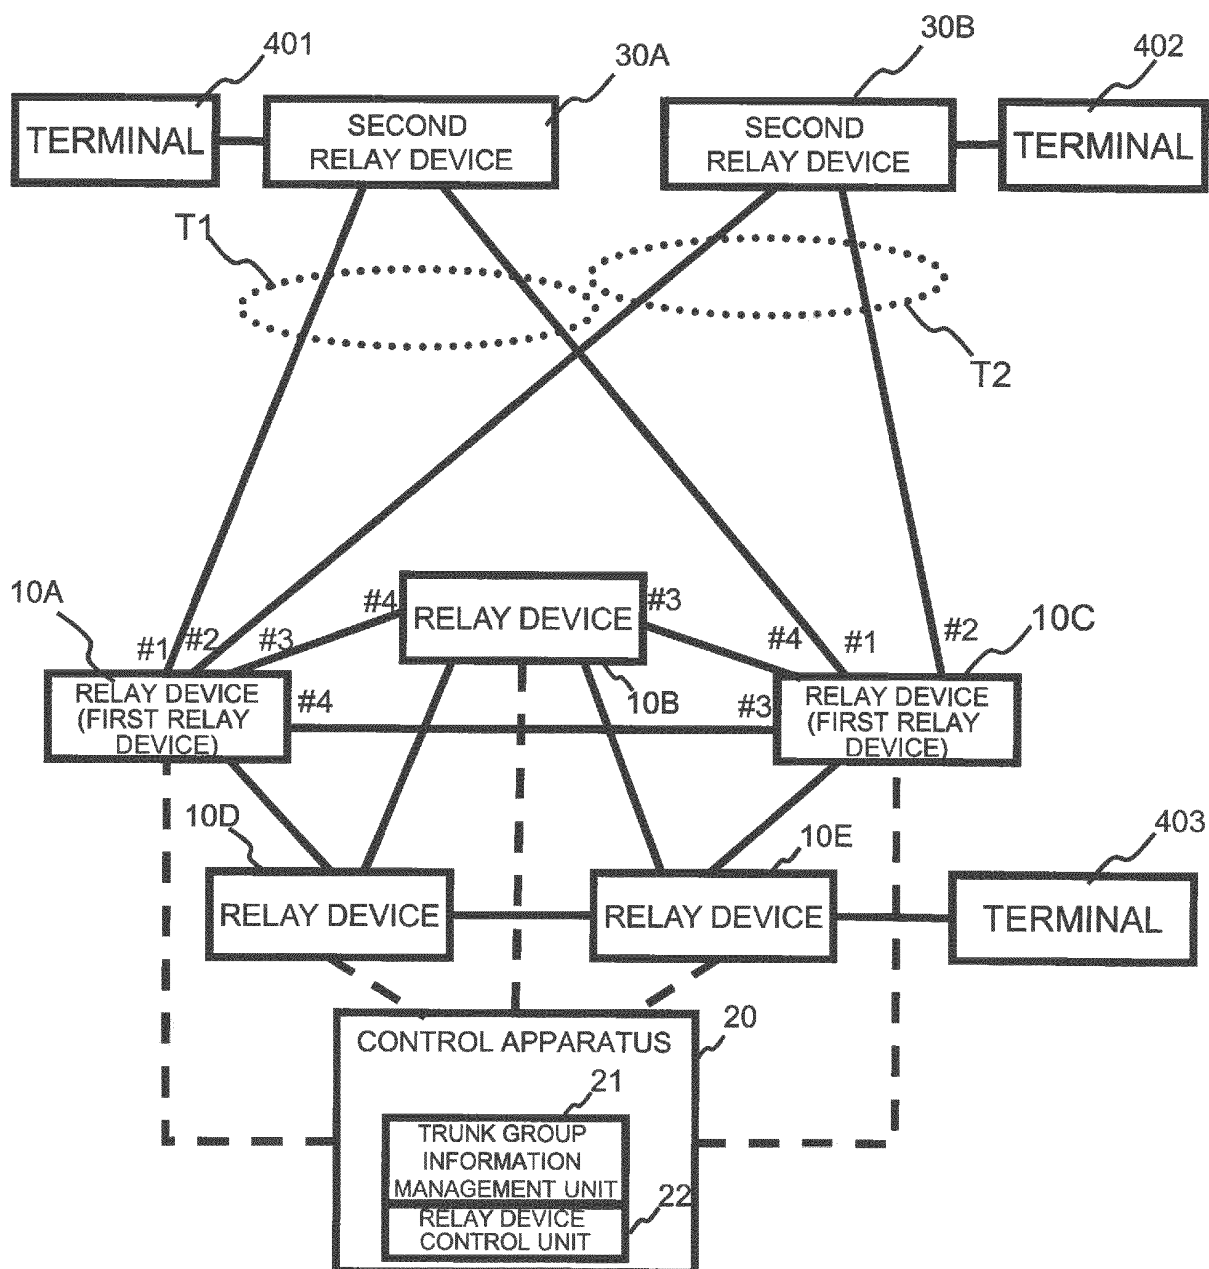 401
30A
30B
402
TERMINAL
SECOND
RELAY DEVICE
SECOND
RELAY DEVICE
TERMINAL
T1
T2
10A
#1
#2
#3
#4
RELAY DEVICE
#3
#4
#1
#2
10C
RELAY DEVICE
(FIRST RELAY
DEVICE)
#4
10B
#3
RELAY DEVICE
(FIRST RELAY
DEVICE)
10D
10E
403
RELAY DEVICE
RELAY DEVICE
TERMINAL
CONTROL APPARATUS
20
21
TRUNK GROUP
INFORMATION
MANAGEMENT UNIT
22
RELAY DEVICE
CONTROL UNIT